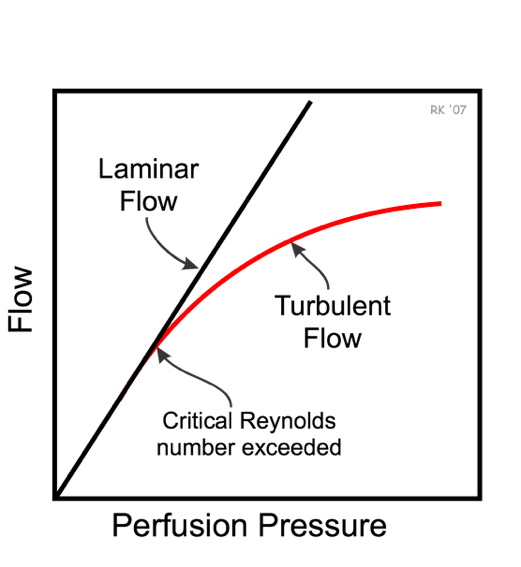 RK '07
Laminar
Flow
Flow
Turbulent
Flow
Critical Reynolds
number exceeded
Perfusion Pressure